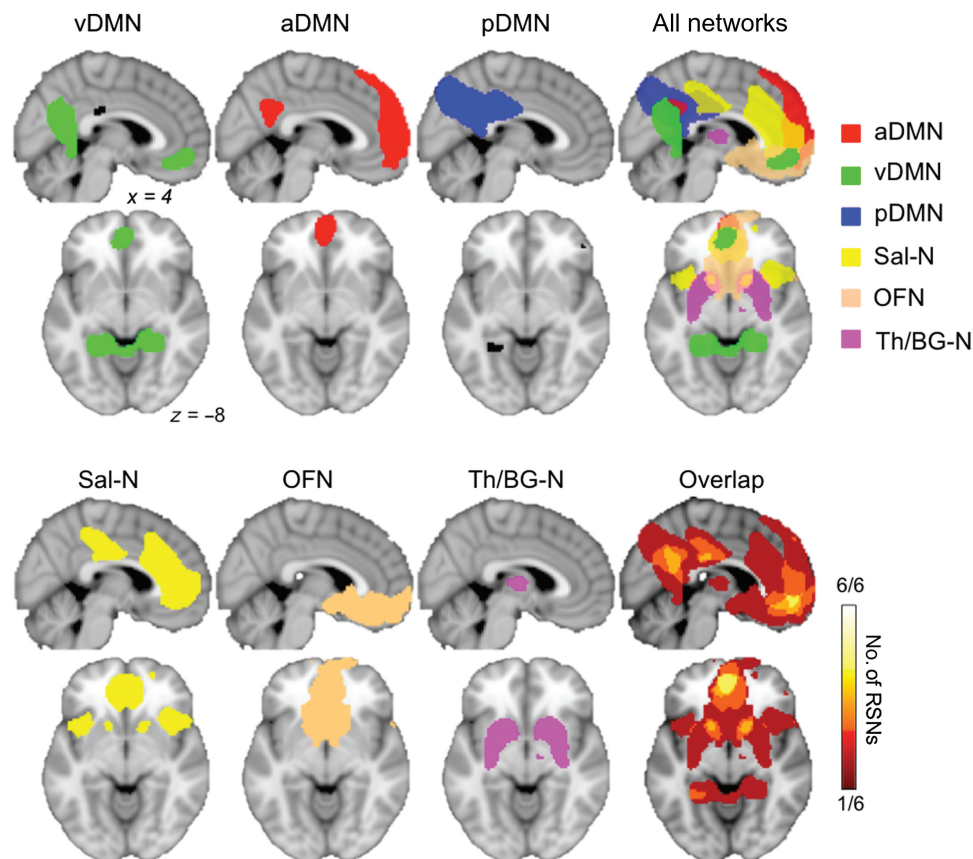 vDMN
aDMN
pDMN
All networks
x = 4
z = –8
aDMN
vDMN
pDMN
Sal-N
OFN
Th/BG-N
Sal-N
OFN
Th/BG-N
Overlap
6/6
No. of RSNs
1/6